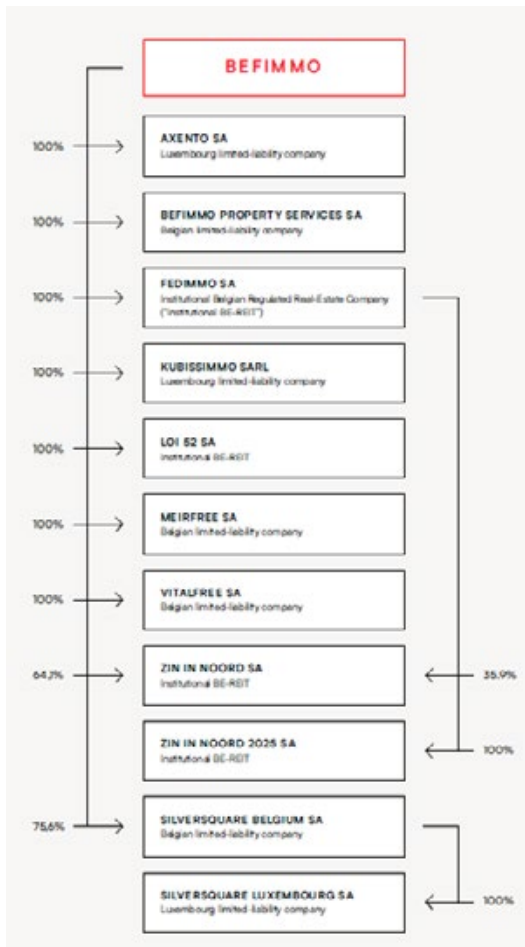 BEFIMMO
100%
AXENTO SA
Luxembourg limited-liability company
100%
BEFIMMO PROPERTY SERVICES SA
Belgian limited-liability company
100%
FEDIMMO SA
Institutional Belgian Regulated Real-Estate Company
("Institutional BE-REIT")
100%
KUBISSIMMO SARL
Luxembourg limited-liability company
100%
LOI 52 SA
Institutional BE-REIT
100%
MEIRFREE SA
Belgian limited-liability company
100%
VITALFREE SA
Belgian limited-liability company
64,1%
ZIN IN NOORD SA
Institutional BE-REIT
35.9%
ZIN IN NOORD 2025 SA
Institutional BE-REIT
100%
75,6%
SILVERSQUARE BELGIUM SA
Belgian limited-liability company
SILVERSQUARE LUXEMBOURG SA
Luxembourg limited-liability company
100%